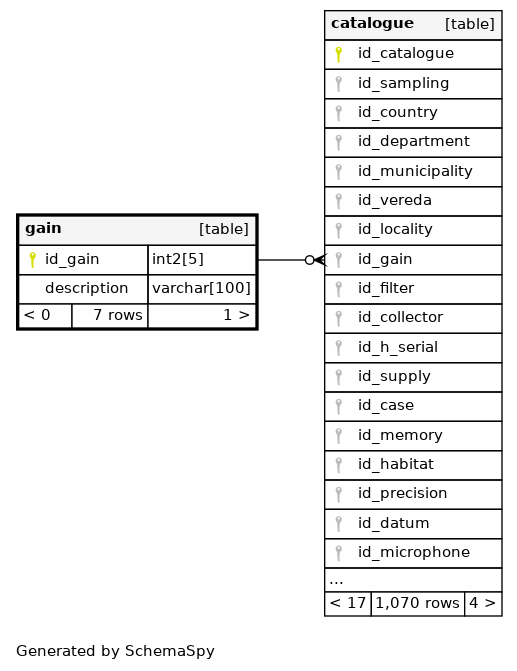 gain [table]
id_gain int2[5]
description varchar[100]
< 0 7 rows 1 >
catalogue [table]
id_catalogue
id_sampling
id_country
id_department
id_municipality
id_vereda
id_locality
id_gain
id_filter
id_collector
id_h_serial
id_supply
id_case
id_memory
id_habitat
id_precision
id_datum
id_microphone
...
< 17 1,070 rows 4 >
Generated by SchemaSpy